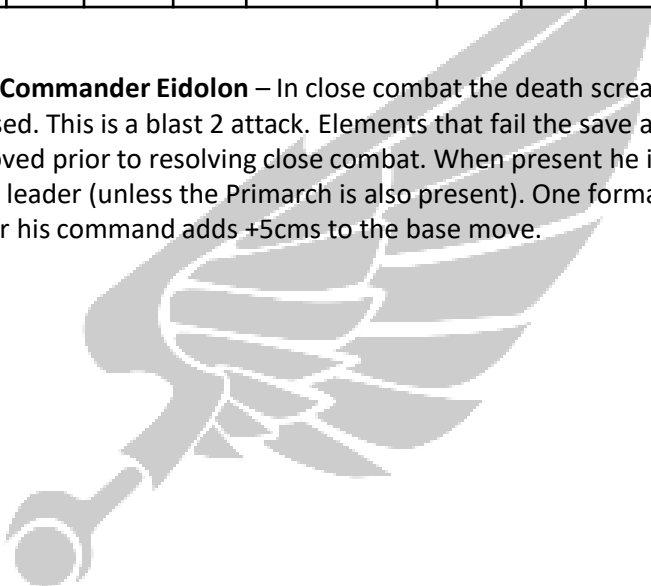 Commander Eidolon – In close combat the death screa
sed. This is a blast 2 attack. Elements that fail the save a
oved prior to resolving close combat. When present he i
leader (unless the Primarch is also present). One forma
r his command adds +5cms to the base move.